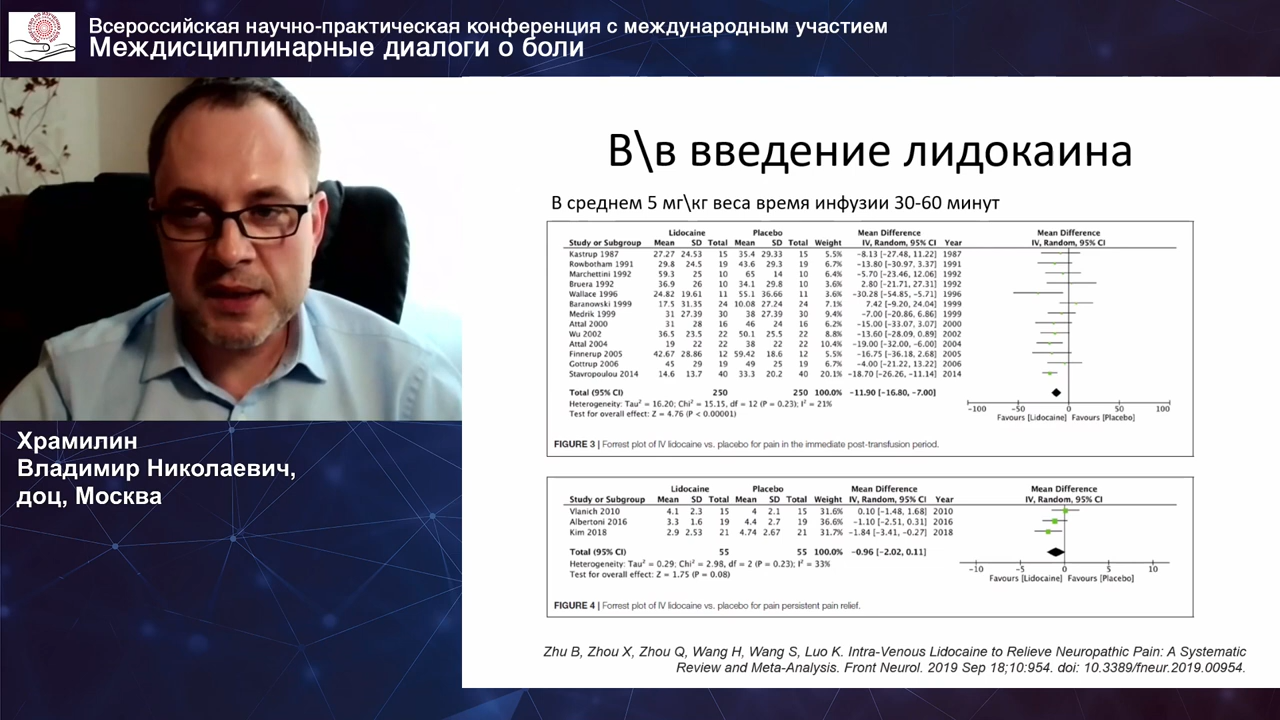 Всероссийская научно-практическая конференция с международным участием
Междисциплинарные диалоги о боли
В\в введение лидокаина
В среднем 5 мг\кг веса время инфузии 30-60 минут
Lidocaine Placebo Mean Difference Mean Difference
Study or Subgroup Mean SD Total Mean SD Total Weight IV, Random, 95% CI Year IV, Random, 95% CI
Kastrup 1987 27.27 24.53 15 35.4 29.33 15 5.5% -8.13 [-27.48, 11.22] 1987
Rowbotham 1991 29.8 24.5 19 43.6 29.3 19 6.7% -13.80 [-30.97, 3.37] 1991
Marchettini 1992 59.3 25 10 65 14 10 6.4% -5.70 [-23.46, 12.06] 1992
Bruera 1992 36.9 26 10 34.1 29.8 10 3.6% 2.80 [-21.71, 27.31] 1992
Wallace 1996 24.82 19.61 11 55.1 36.66 11 3.6% -30.28 [-54.85, -5.71] 1996
Baranowski 1999 17.5 31.35 24 10.08 27.24 24 7.1% 7.42 [-9.20, 24.04] 1999
Medrik 1999 31 27.39 30 38 27.39 30 9.6% -7.00 [-20.86, 6.86] 1999
Attal 2000 31 28 16 46 24 16 6.2% -15.00 [-33.07, 3.07] 2000
Wu 2002 36.5 23.5 22 50.1 25.5 22 8.9% -13.60 [-28.09, 0.89] 2002
Attal 2004 19 22 22 38 22 22 10.4% -19.00 [-32.00, -6.00] 2004
Finnerup 2005 42.67 28.86 12 59.42 18.6 12 5.5% -16.75 [-36.18, 2.68] 2005
Gottrup 2006 45 29 19 49 25 19 6.6% -4.00 [-21.22, 13.22] 2006
Stavropoulou 2014 14.6 13.7 40 33.3 20.2 40 20.1% -18.70 [-26.26, -11.14] 2014
Total (95% CI) 250 250 100.0% -11.90 [-16.80, -7.00]
Heterogeneity: Tau² = 16.20; Chi² = 15.15, df = 12 (P = 0.23); I² = 21%
Test for overall effect: Z = 4.76 (P < 0.00001)
-100 -50 0 50 100
Favours [Lidocaine] Favours [Placebo]
FIGURE 3 | Forrest plot of IV lidocaine vs. placebo for pain in the immediate post-transfusion period.
Lidocaine Placebo Mean Difference Mean Difference
Study or Subgroup Mean SD Total Mean SD Total Weight IV, Random, 95% CI Year IV, Random, 95% CI
Vlanich 2010 4.1 2.3 15 4 2.1 15 31.6% 0.10 [-1.48, 1.68] 2010
Albertoni 2016 3.3 1.6 19 4.4 2.7 19 36.6% -1.10 [-2.51, 0.31] 2016
Kim 2018 2.9 2.53 21 4.74 2.67 21 31.7% -1.84 [-3.41, -0.27] 2018
Total (95% CI) 55 55 100.0% -0.96 [-2.02, 0.11]
Heterogeneity: Tau² = 0.29; Chi² = 2.98, df = 2 (P = 0.23); I² = 33%
Test for overall effect: Z = 1.75 (P = 0.08)
-10 -5 0 5 10
Favours [Lidocaine] Favours [Placebo]
FIGURE 4 | Forrest plot of IV lidocaine vs. placebo for pain persistent pain relief.
Zhu B, Zhou X, Zhou Q, Wang H, Wang S, Luo K. Intra-Venous Lidocaine to Relieve Neuropathic Pain: A Systematic
Review and Meta-Analysis. Front Neurol. 2019 Sep 18;10:954. doi: 10.3389/fneur.2019.00954.
Храмилин
Владимир Николаевич,
доц, Москва